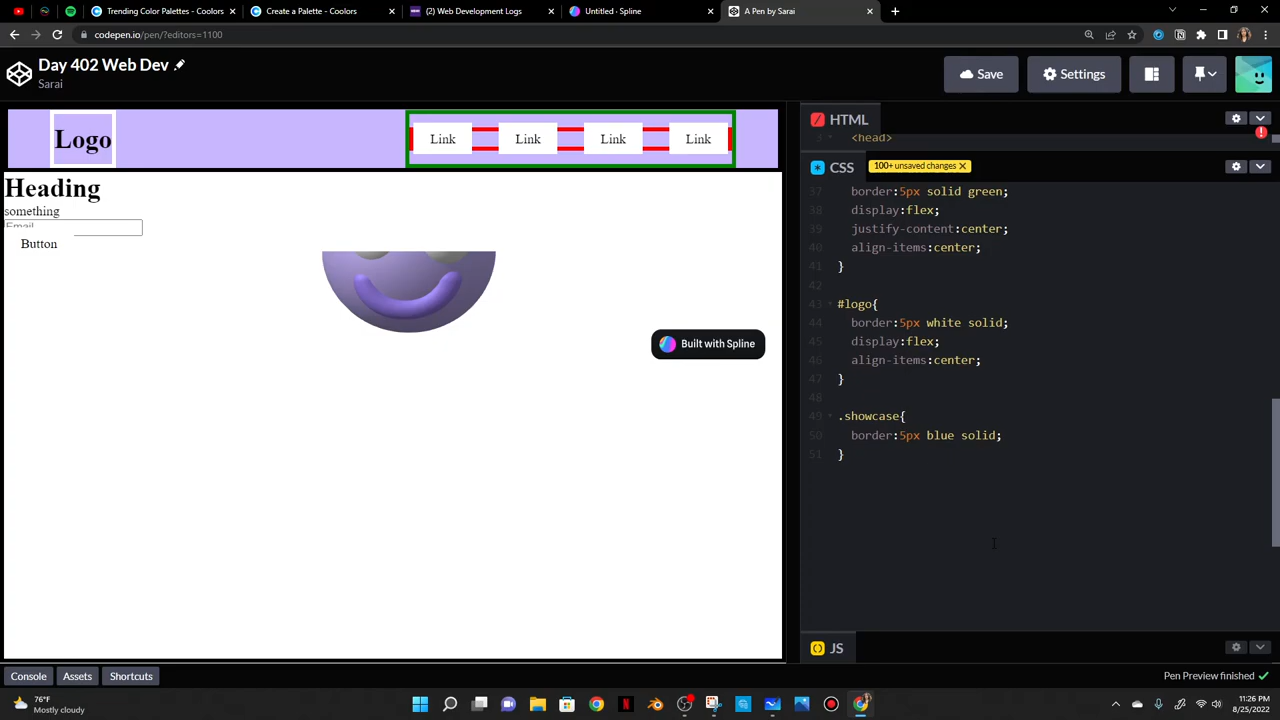 Trending Color Palettes - Coolors
Create a Palette - Coolors
(2) Web Development Logs
Untitled - Spline
A Pen by Sarai
codepen.io/pen/?editors=1100
Day 402 Web Dev
Sarai
Save
Settings
Logo
Link
Link
Link
Link
Heading
something
Email
Button
Built with Spline
HTML
3 <head>
CSS
100+ unsaved changes X
37 border:5px solid green;
38 display:flex;
39 justify-content:center;
40 align-items:center;
41 }
42
43 #logo{
44 border:5px white solid;
45 display:flex;
46 align-items:center;
47 }
48
49 .showcase{
50 border:5px blue solid;
51 }
JS
Console
Assets
Shortcuts
Pen Preview finished
76°F
Mostly cloudy
11:26 PM
8/25/2022